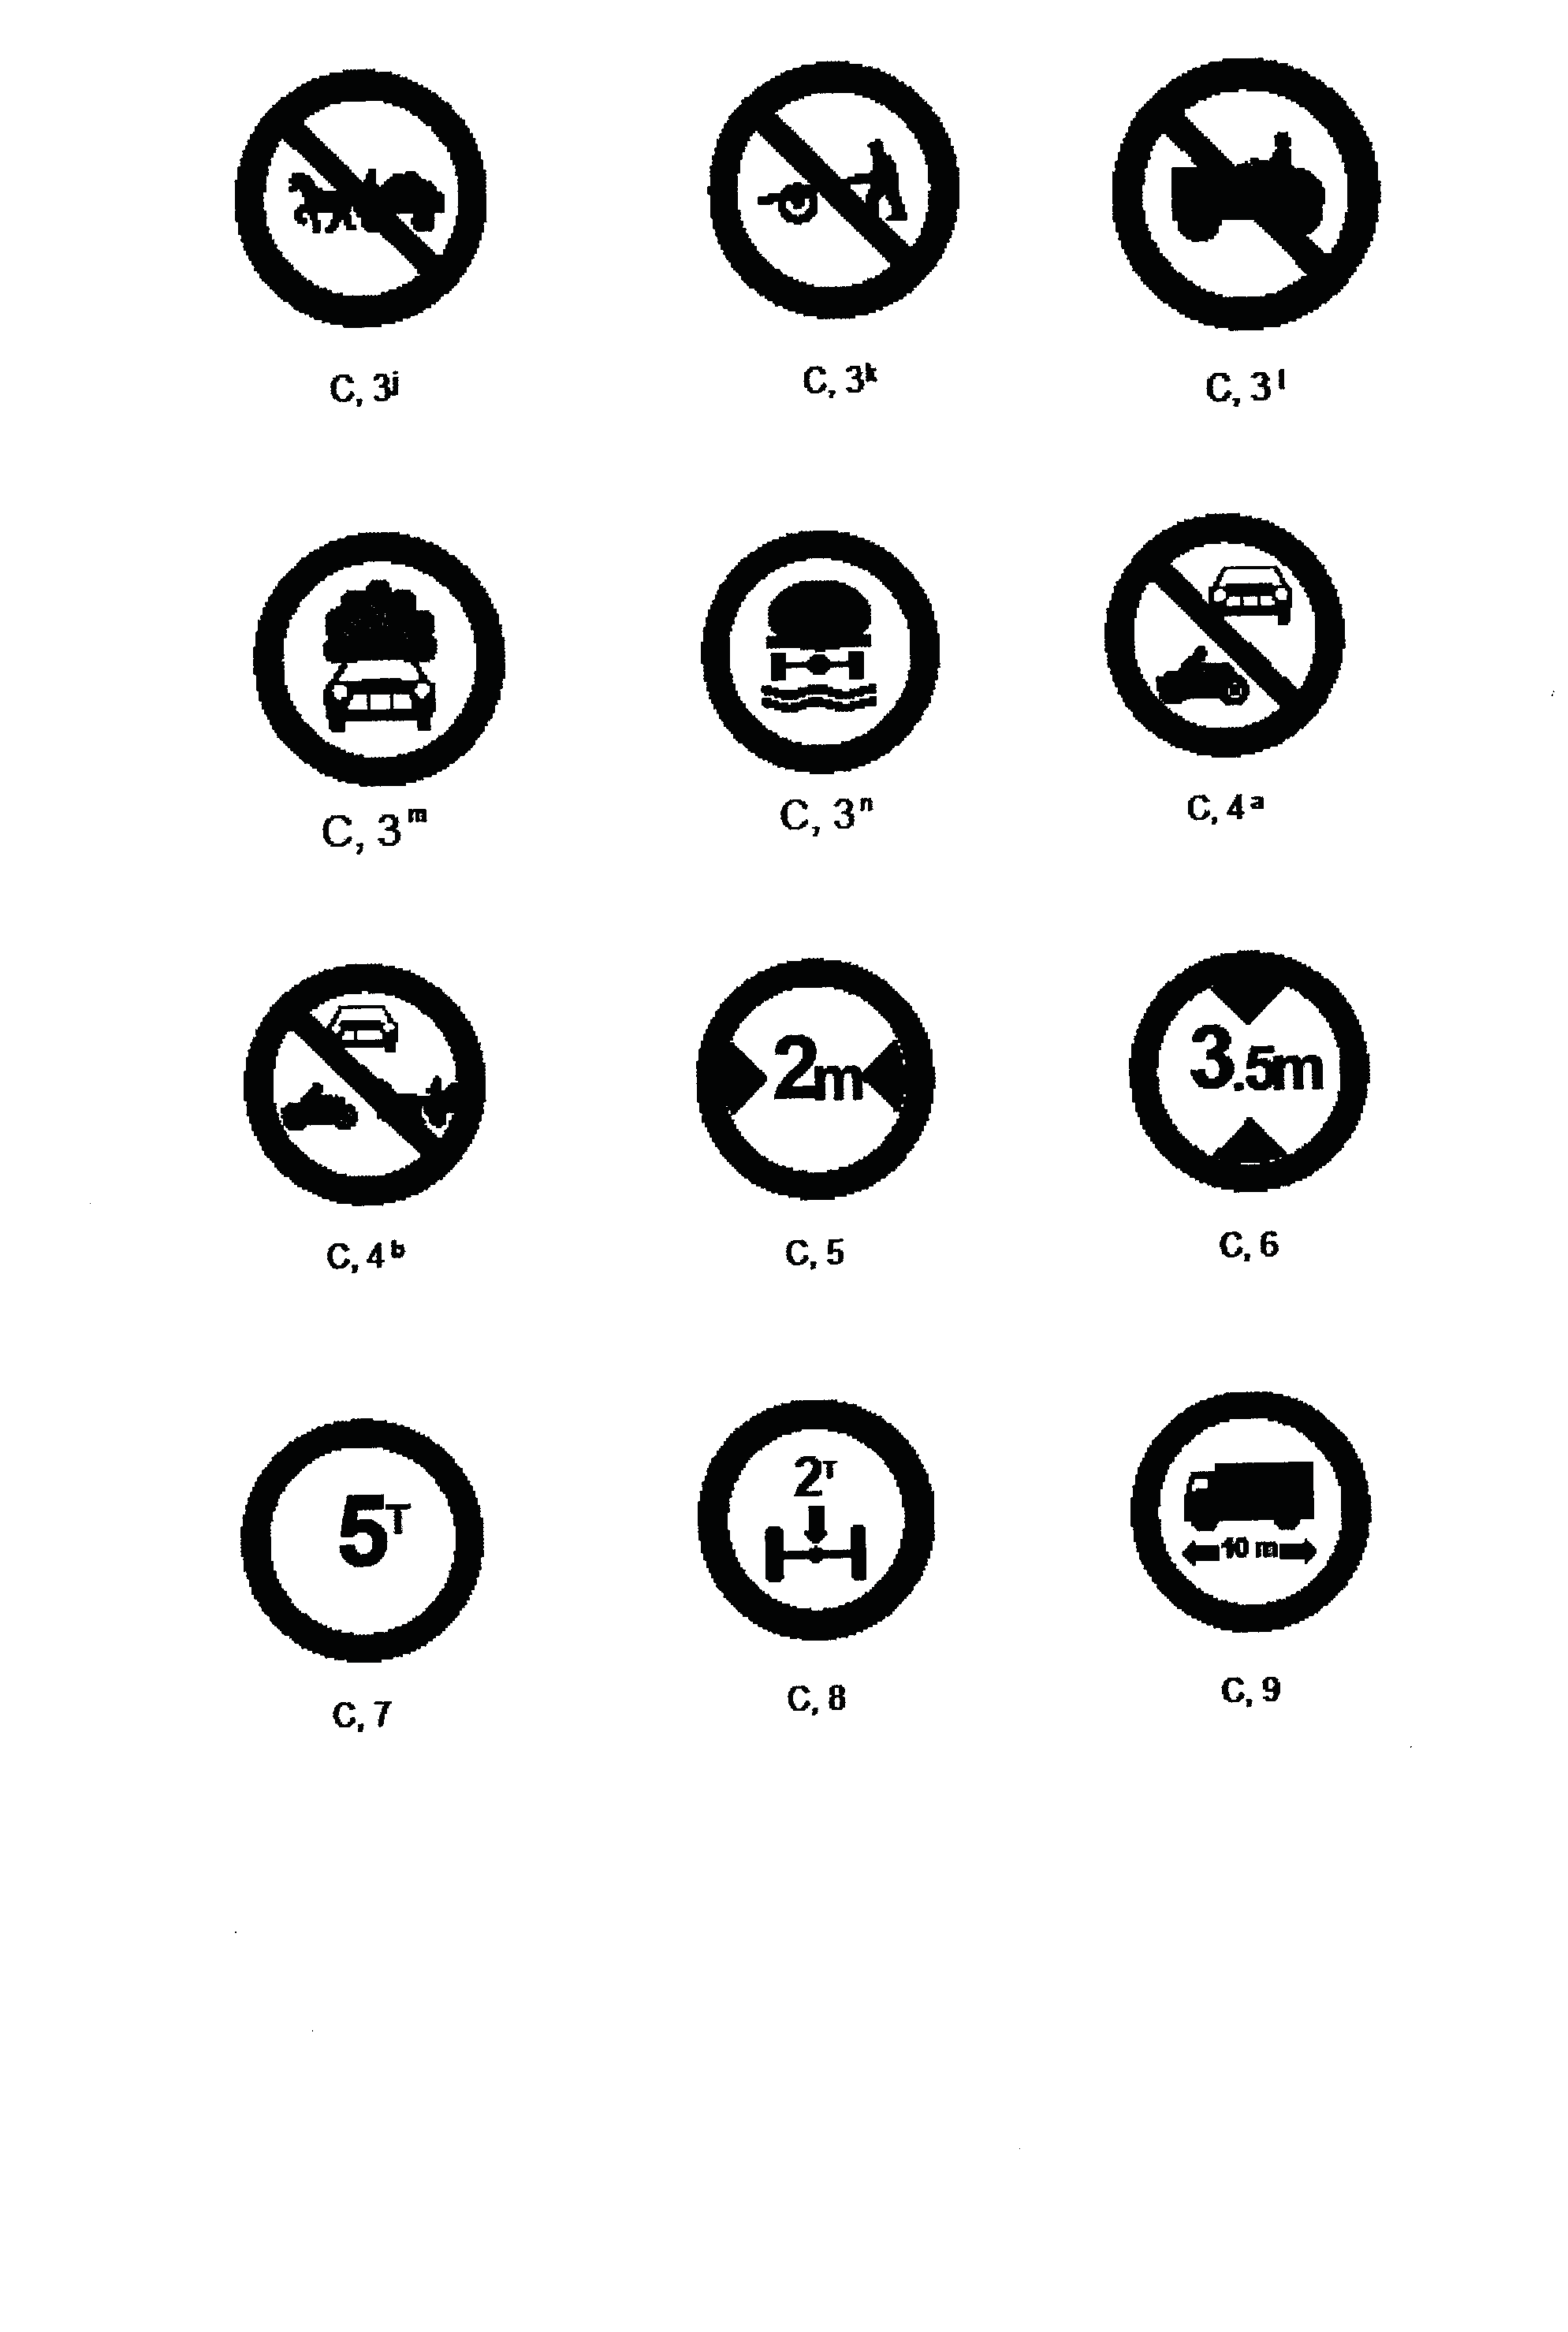 C, 3j
C, 3k
C, 3l
C, 3m
C, 3n
C, 4a
2m
3.5m
C, 4b
C, 5
C, 6
5T
2T
10 m
C, 7
C, 8
C, 9